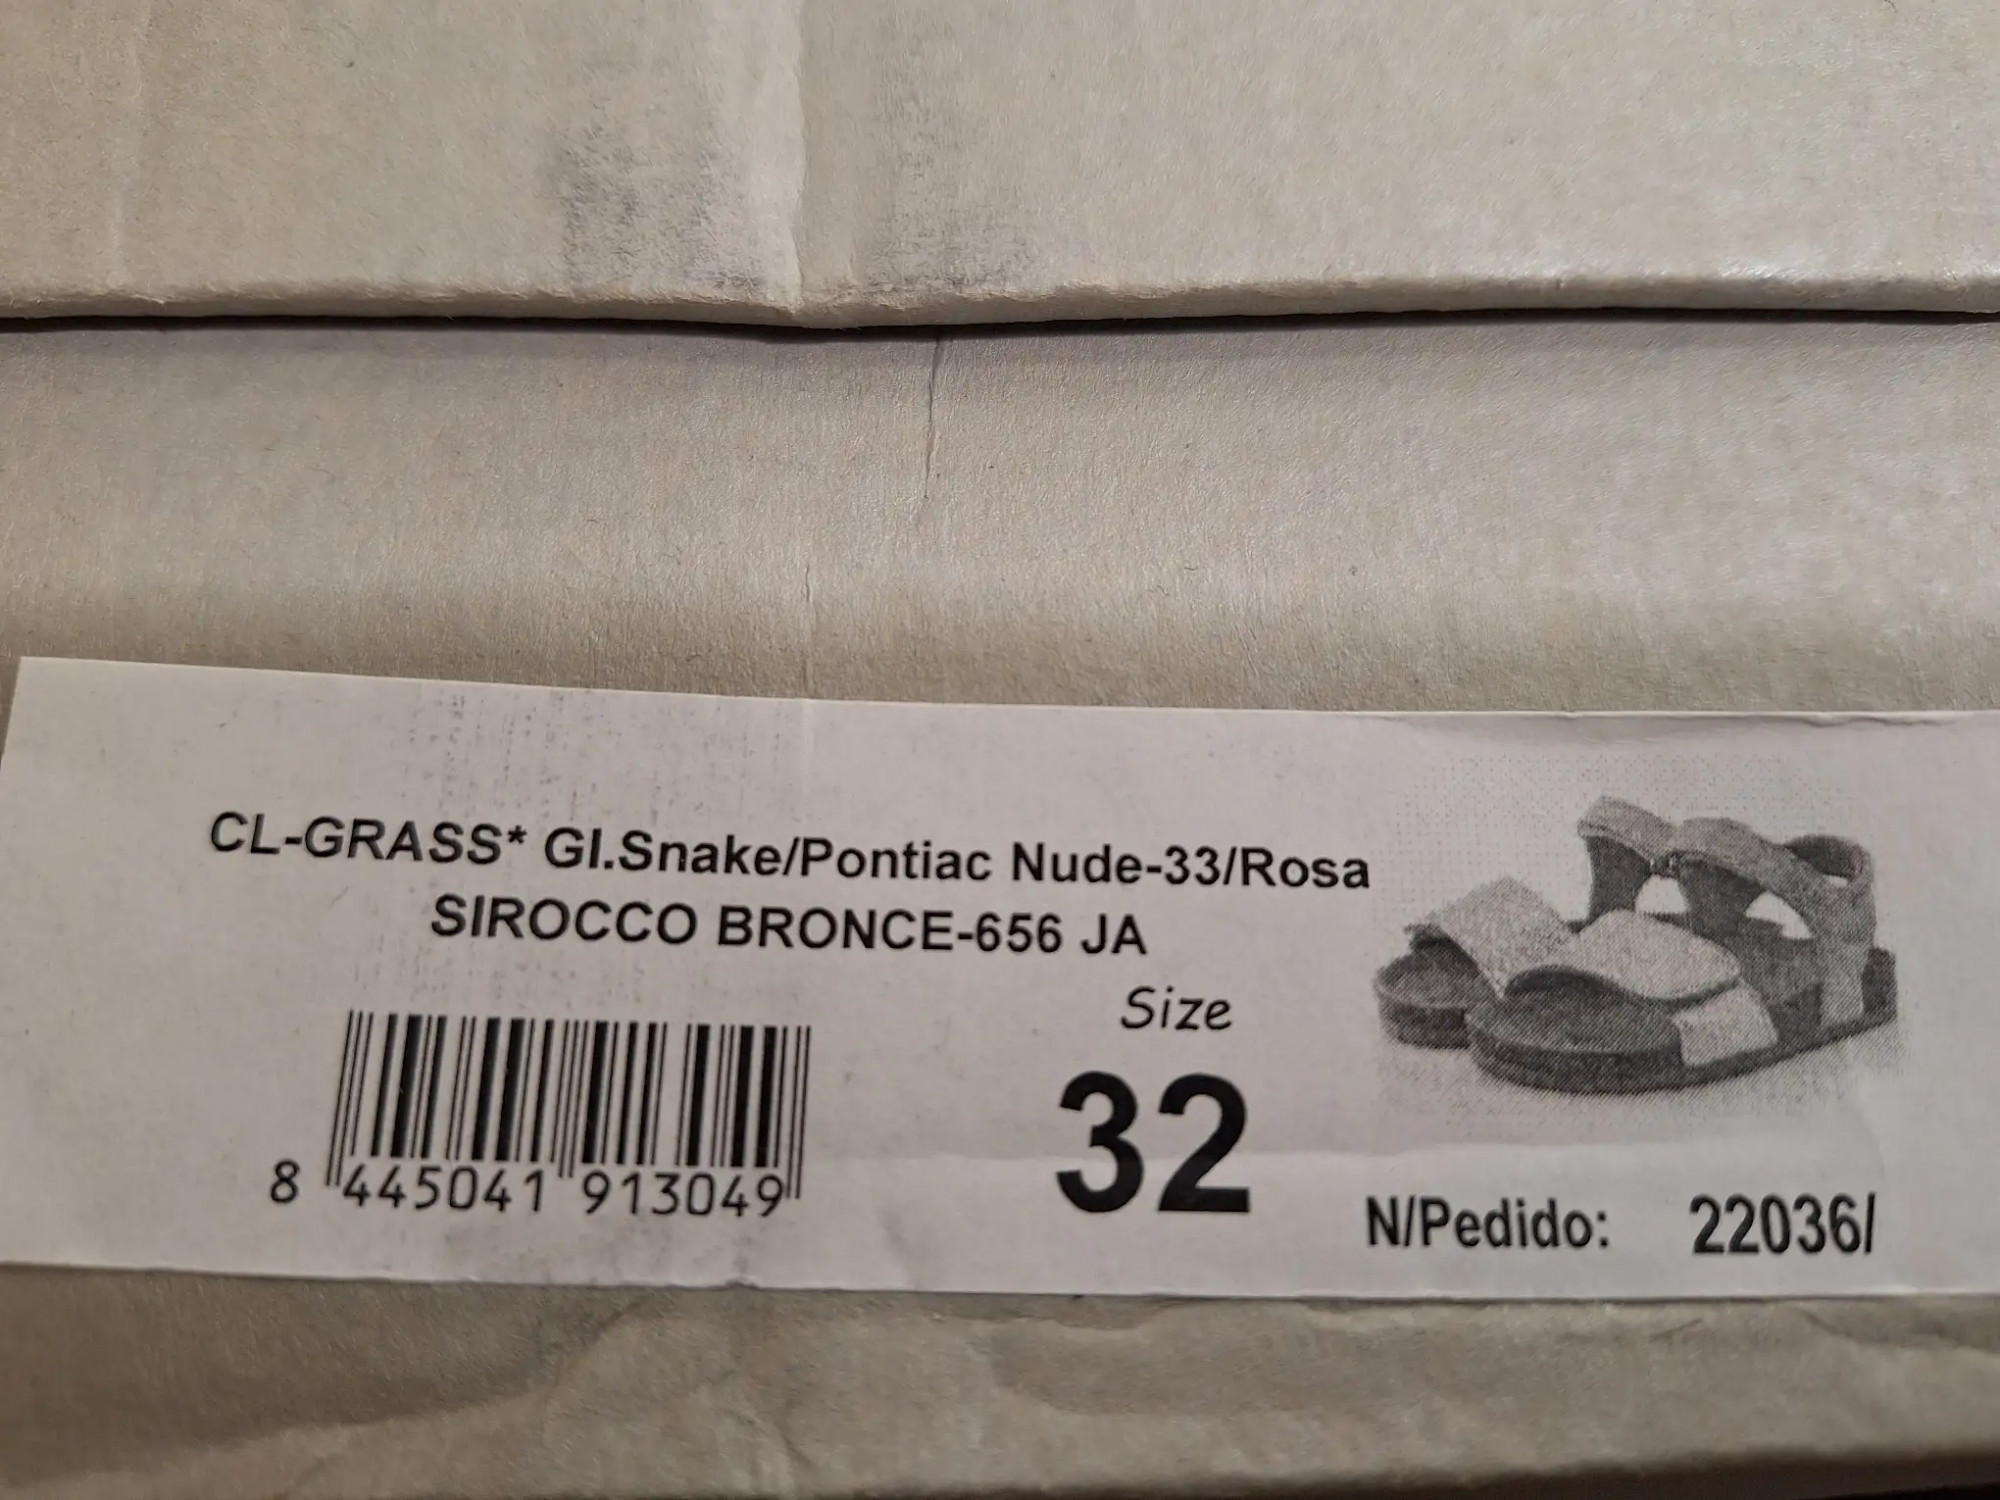 CL-GRASS* Gl.Snake/Pontiac Nude-33/Rosa
SIROCCO BRONCE-656 JA
Size
32
8 445041 913049
N/Pedido: 22036/